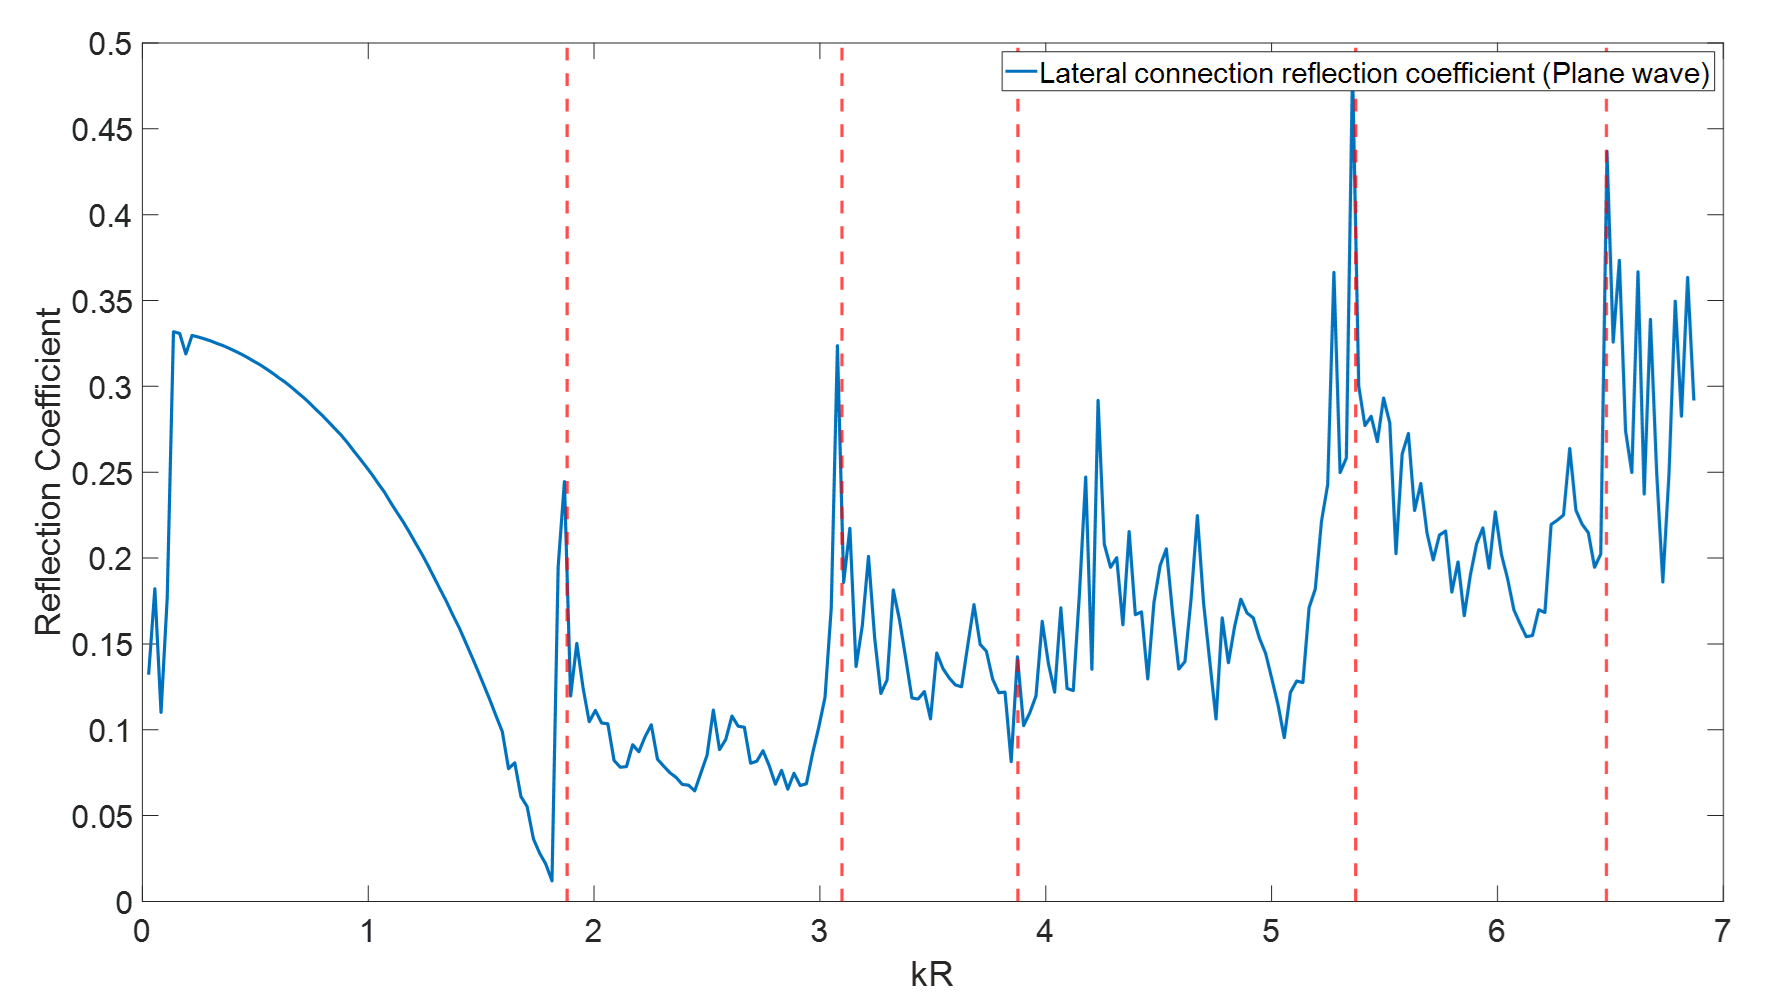 Lateral connection reflection coefficient (Plane wave)
Reflection Coefficient
0.5
0.45
0.4
0.35
0.3
0.25
0.2
0.15
0.1
0.05
0
0 1 2 3 4 5 6 7
kR